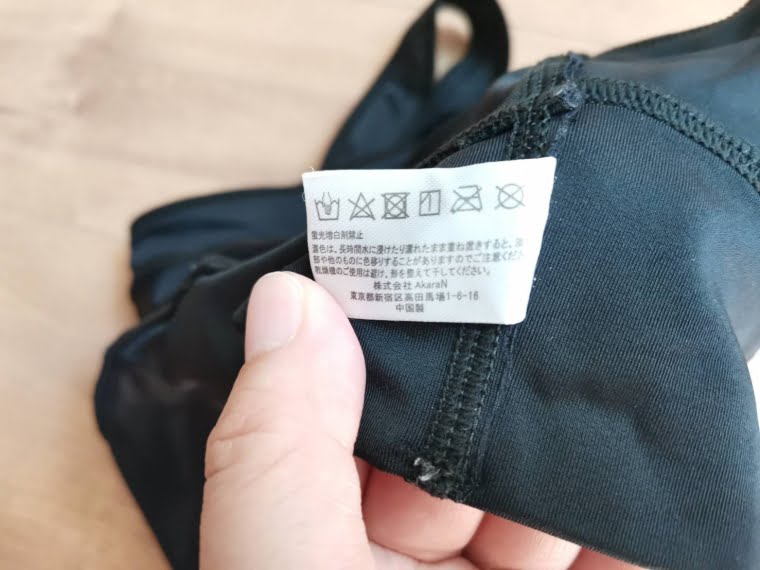 蛍光増白剤禁止
濃色は、長時間水に浸けたり濡れたまま重ね置きすると、淡
部や他のものに色移りすることがありますのでご注意くだ
乾燥機のご使用は避け、形を整えて干してください。
株式会社 AkaraN
東京都新宿区高田馬場1-6-16
中国製